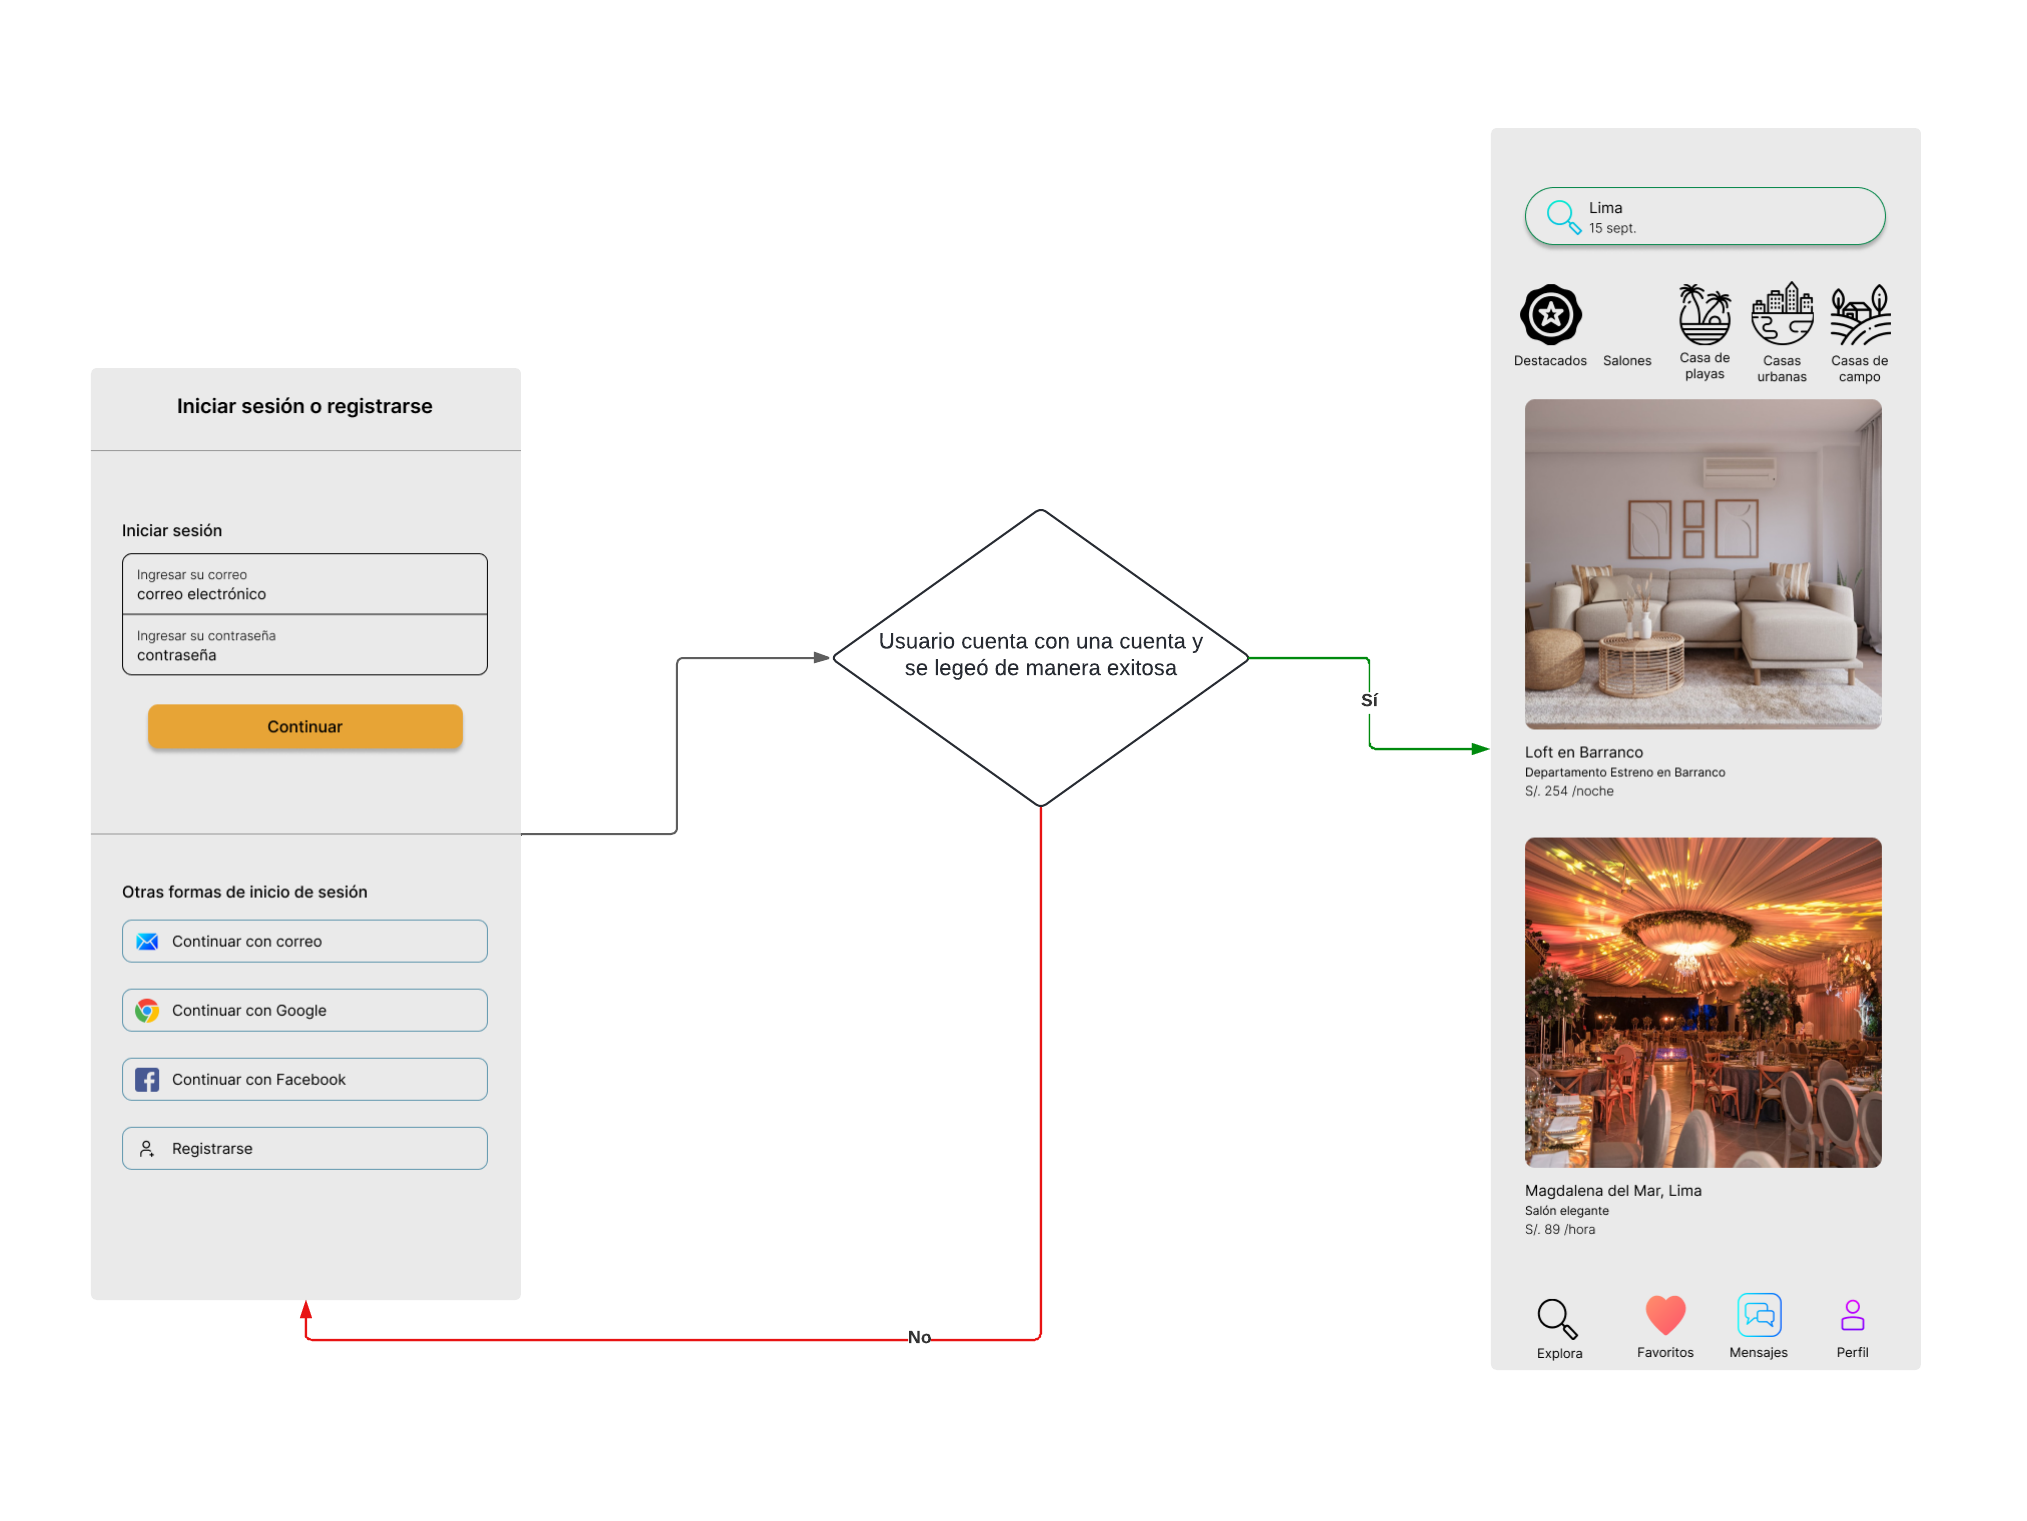 Iniciar sesión o registrarse
Iniciar sesión
Ingresar su correo
correo electrónico
Ingresar su contraseña
contraseña
Continuar
Otras formas de inicio de sesión
Continuar con correo
Continuar con Google
Continuar con Facebook
Registrarse
Usuario cuenta con una cuenta y
se legeó de manera exitosa
Sí
No
Lima
15 sept.
Destacados
Salones
Casa de
playas
Casas
urbanas
Casas de
campo
Loft en Barranco
Departamento Estreno en Barranco
S/. 254 /noche
Magdalena del Mar, Lima
Salón elegante
S/. 89 /hora
Explora
Favoritos
Mensajes
Perfil